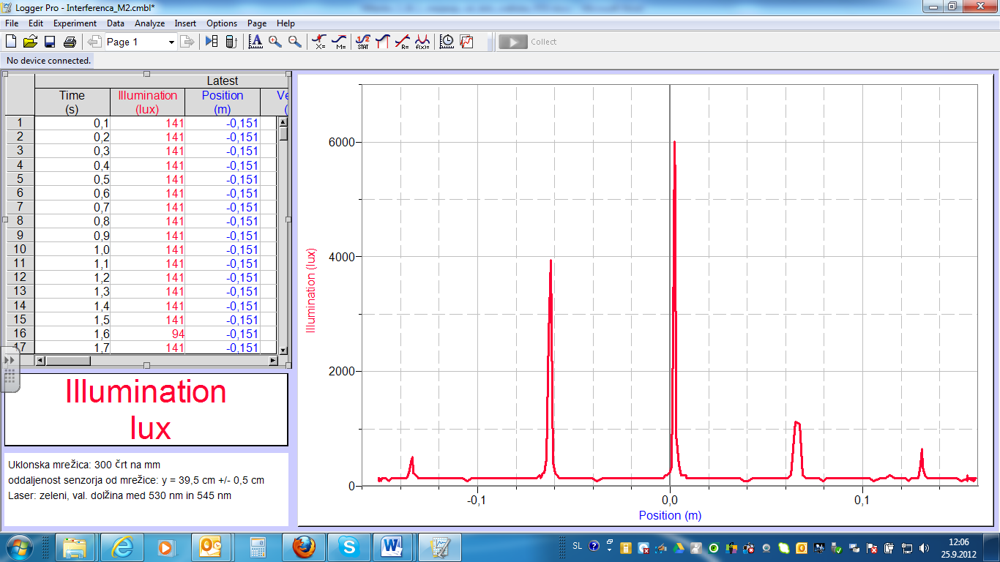 Logger Pro - Interferenca_M2.cmbl*
File Edit Experiment Data Analyze Insert Options Page Help
Page 1
X= M= STAT R= f(x)= Collect
No device connected.
Latest
Time Illumination Position Ve
(s) (lux) (m) (
1 0,1 141 -0,151
2 0,2 141 -0,151
3 0,3 141 -0,151
4 0,4 141 -0,151
5 0,5 141 -0,151
6 0,6 141 -0,151
7 0,7 141 -0,151
8 0,8 141 -0,151
9 0,9 141 -0,151
10 1,0 141 -0,151
11 1,1 141 -0,151
12 1,2 141 -0,151
13 1,3 141 -0,151
14 1,4 141 -0,151
15 1,5 141 -0,151
16 1,6 94 -0,151
17 1,7 141 -0,151
Illumination
lux
Uklonska mrežica: 300 črt na mm
oddaljenost senzorja od mrežice: y = 39,5 cm +/- 0,5 cm
Laser: zeleni, val. dolžina med 530 nm in 545 nm
Illumination (lux)
6000
4000
2000
0
-0,1 0,0 0,1
Position (m)
SL
12:06
25.9.2012